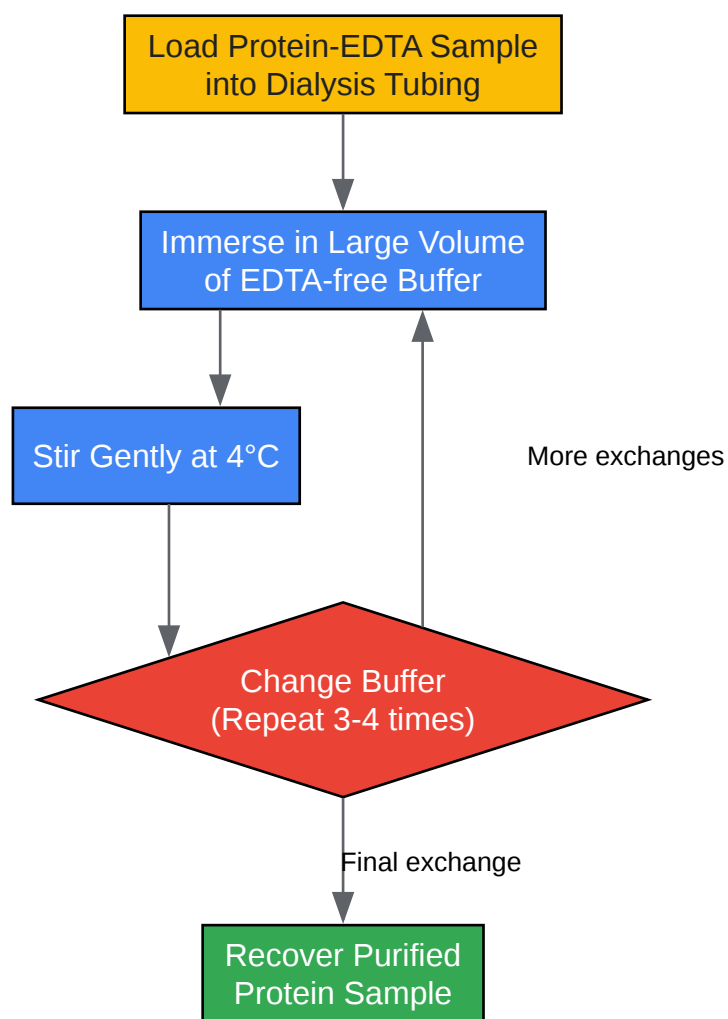 Load Protein-EDTA Sample
into Dialysis Tubing
Immerse in Large Volume
of EDTA-free Buffer
Stir Gently at 4°C
More exchanges
Change Buffer
(Repeat 3-4 times)
Final exchange
Recover Purified
Protein Sample